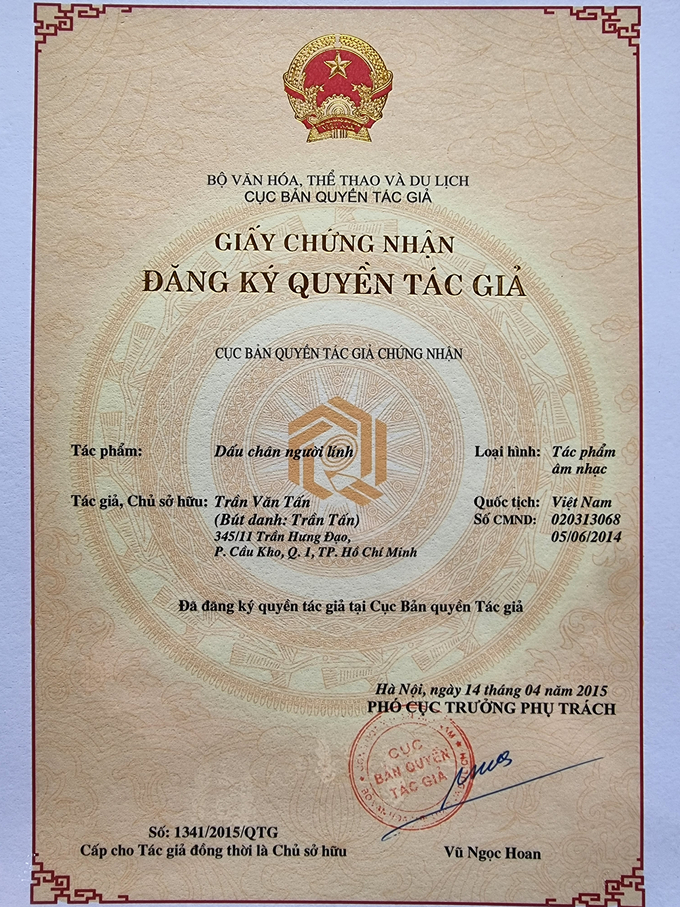 BỘ VĂN HÓA, THỂ THAO VÀ DU LỊCH
CỤC BẢN QUYỀN TÁC GIẢ
GIẤY CHỨNG NHẬN
ĐĂNG KÝ QUYỀN TÁC GIẢ
CỤC BẢN QUYỀN TÁC GIẢ CHỨNG NHẬN
Tác phẩm: Dấu chân người lính Loại hình: Tác phẩm
âm nhạc
Tác giả, Chủ sở hữu: Trần Văn Tấn Quốc tịch: Việt Nam
(Bút danh: Trần Tấn) Số CMND: 020313068
345/11 Trần Hưng Đạo, 05/06/2014
P. Cầu Kho, Q. 1, TP. Hồ Chí Minh
Đã đăng ký quyền tác giả tại Cục Bản quyền Tác giả
Hà Nội, ngày 14 tháng 04 năm 2015
PHÓ CỤC TRƯỞNG PHỤ TRÁCH
CỤC
BẢN QUYỀN
TÁC GIẢ
Số: 1341/2015/QTG
Cấp cho Tác giả đồng thời là Chủ sở hữu Vũ Ngọc Hoan